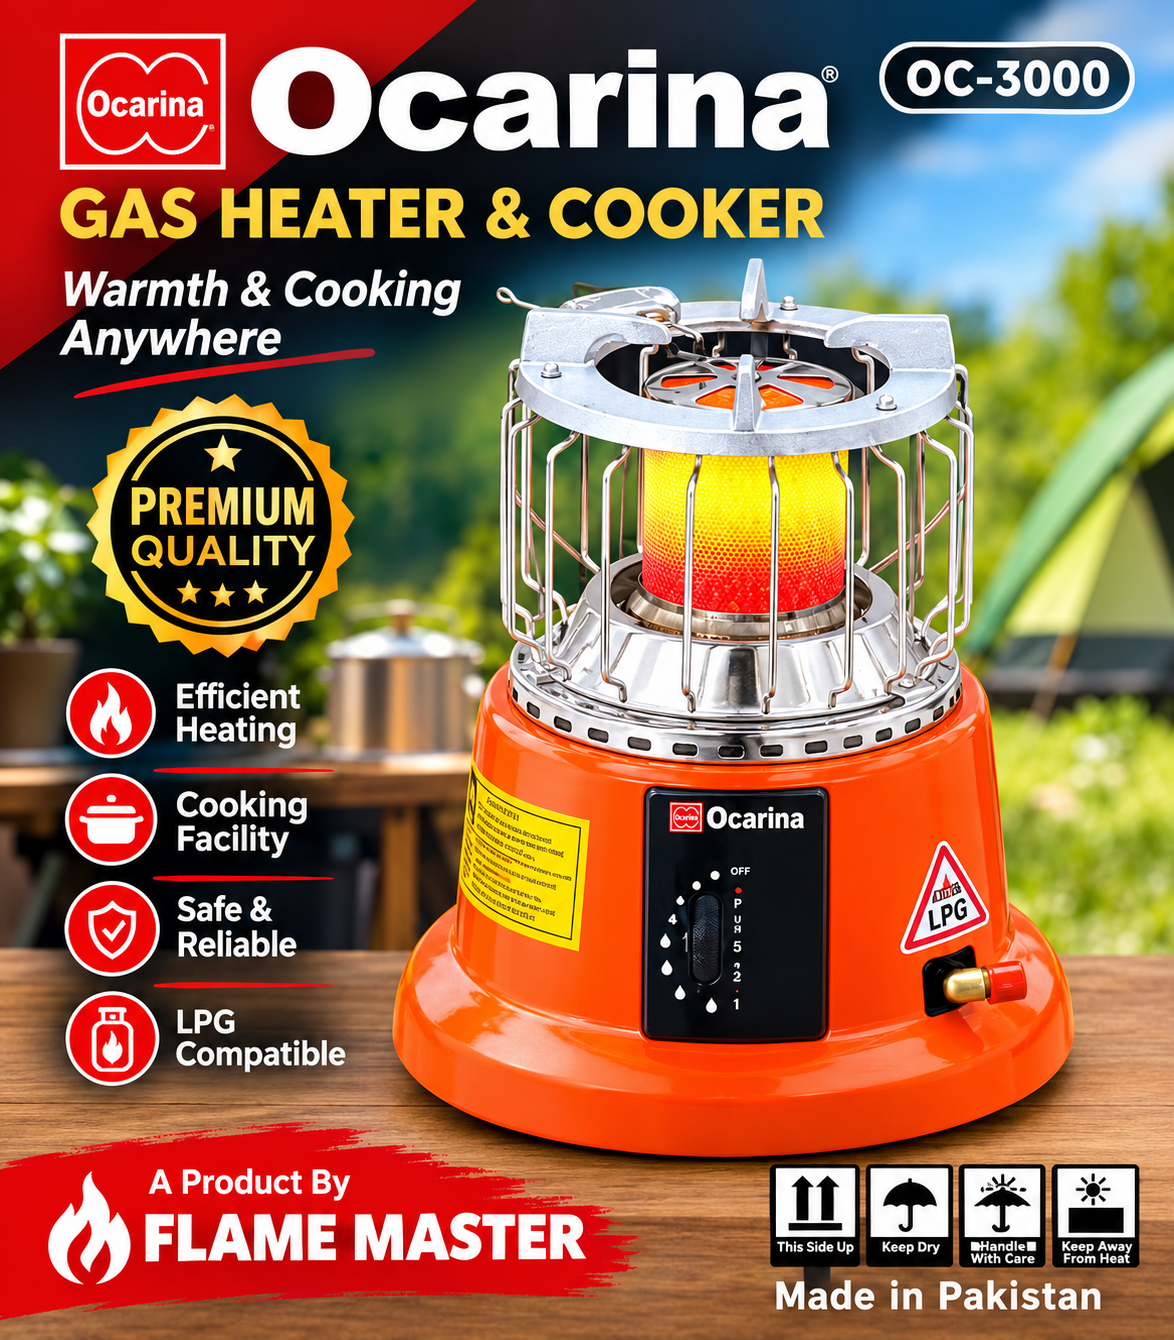 Ocarina
Ocarina®
OC-3000
GAS HEATER & COOKER
Warmth & Cooking
Anywhere
PREMIUM
QUALITY
Efficient
Heating
Cooking
Facility
Safe &
Reliable
LPG
Compatible
Ocarina
Ocarina
OFF
P
4
5
2
1
LPG
A Product By
FLAME MASTER
This Side Up
Keep Dry
Handle
With Care
Keep Away
From Heat
Made in Pakistan